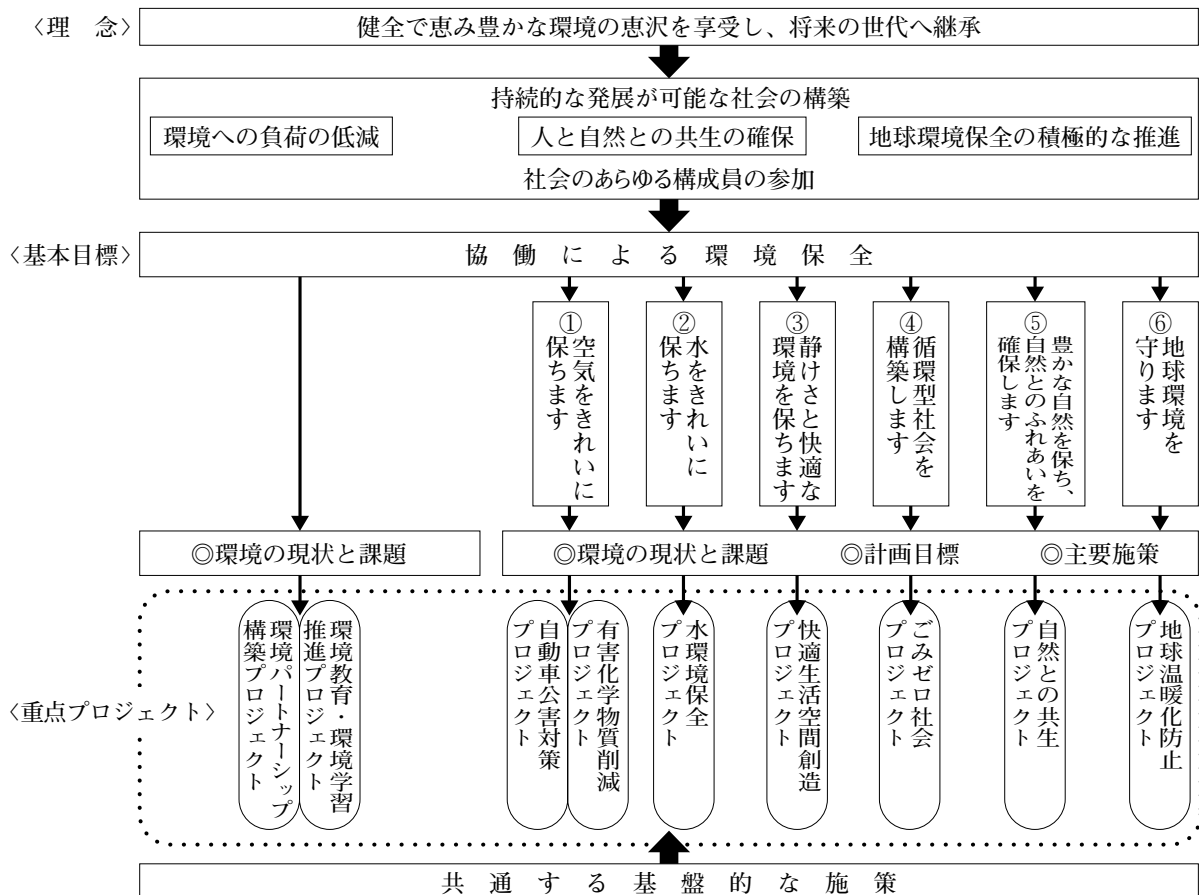 〈理　念〉
健全で恵み豊かな環境の恵沢を享受し、将来の世代へ継承
持続的な発展が可能な社会の構築
環境への負荷の低減
人と自然との共生の確保
地球環境保全の積極的な推進
社会のあらゆる構成員の参加
〈基本目標〉
協働による環境保全
①
空気をきれいに
保ちます
②
水をきれいに
保ちます
③
静けさと快適な
環境を保ちます
④
循環型社会を
構築します
⑤
豊かな自然を保ち、
自然とのふれあいを
確保します
⑥
地球環境を
守ります
◎環境の現状と課題
◎環境の現状と課題　◎計画目標　◎主要施策
〈重点プロジェクト〉
環境パートナーシップ
構築プロジェクト
環境教育・環境学習
推進プロジェクト
自動車公害対策
プロジェクト
有害化学物質削減
プロジェクト
水環境保全
プロジェクト
快適生活空間創造
プロジェクト
ごみゼロ社会
プロジェクト
自然との共生
プロジェクト
地球温暖化防止
プロジェクト
共通する基盤的な施策